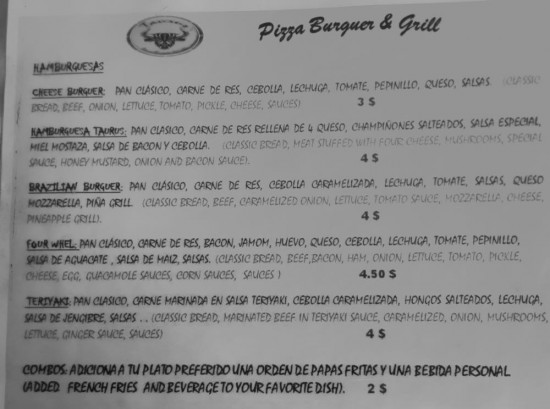 Pizza Burguer & Grill
HAMBURGUESAS
CHEESE BURGUER: PAN CLÁSICO, CARNE DE RES, CEBOLLA, LECHUGA, TOMATE, PEPINILLO, QUESO, SALSAS. (CLASSIC
BREAD, BEEF, ONION, LETTUCE, TOMATO, PICKLE, CHEESE, SAUCES) 3 $
HAMBURGUESA TAURUS: PAN CLASICO, CARNE DE RES RELLENA DE 4 QUESO, CHAMPIÑONES SALTEADOS, SALSA ESPECIAL,
MIEL MOSTAZA, SALSA DE BACON Y CEBOLLA. (CLASSIC BREAD, MEAT STUFFED WITH FOUR CHEESE, MUSHROOMS, SPECIAL
SAUCE, HONEY MUSTARD, ONION AND BACON SAUCE). 4 $
BRAZILIAN BURGUER: PAN CLÁSICO, CARNE DE RES, CEBOLLA CARAMELIZADA, LECHUGA, TOMATE, SALSAS, QUESO
MOZZARELLA, PIÑA GRILL. (CLASSIC BREAD, BEEF, CARAMELIZED ONION, LETTUCE, TOMATO SAUCE, MOZZARELLA, CHEESE,
PINEAPPLE GRILL). 4 $
FOUR WHEL: PAN CLÁSICO, CARNE DE RES, BACON, JAMOM, HUEVO, QUESO, CEBOLLA, LECHUGA, TOMATE, PEPINILLO,
SALSA DE AGUACATE , SALSA DE MAIZ, SALSAS. (CLASSIC BREAD, BEEF,BACON, HAM, ONION, LETTUCE, TOMATO, PICKLE,
CHEESE, EGG, GUACAMOLE SAUCES, CORN SAUCES, SAUCES ) 4.50 $
TERIYAKI: PAN CLASICO, CARNE MARINADA EN SALSA TERIYAKI, CEBOLLA CARAMELIZADA, HONGOS SALTEADOS, LECHUGA,
SALSA DE JENGIBRE, SALSAS . . (CLASSIC BREAD, MARINATED BEEF IN TERIYAKI SAUCE, CARAMELIZED, ONION, MUSHROOMS,
LETTUCE, GINGER SAUCE, SAUCES) 4 $
COMBOS: ADICIONA A TU PLATO PREFERIDO UNA ORDEN DE PAPAS FRITAS Y UNA BEBIDA PERSONAL
(ADDED FRENCH FRIES AND BEVERAGE TO YOUR FAVORITE DISH). 2 $